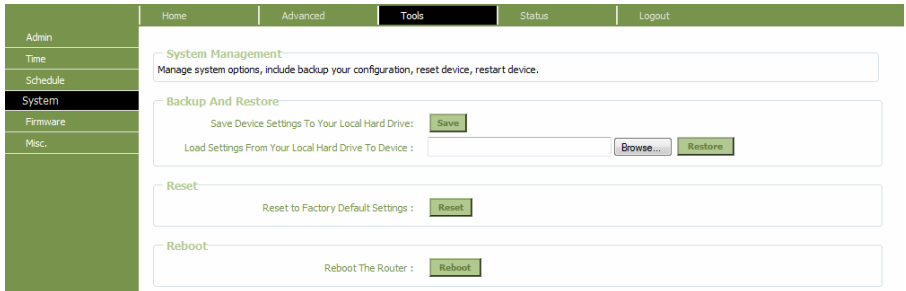 Home Advanced Tools Status Logout
Admin
Time
Schedule
System
Firmware
Misc.
System Management
Manage system options, include backup your configuration, reset device, restart device.
Backup And Restore
Save Device Settings To Your Local Hard Drive: Save
Load Settings From Your Local Hard Drive To Device : Browse... Restore
Reset
Reset to Factory Default Settings : Reset
Reboot
Reboot The Router : Reboot